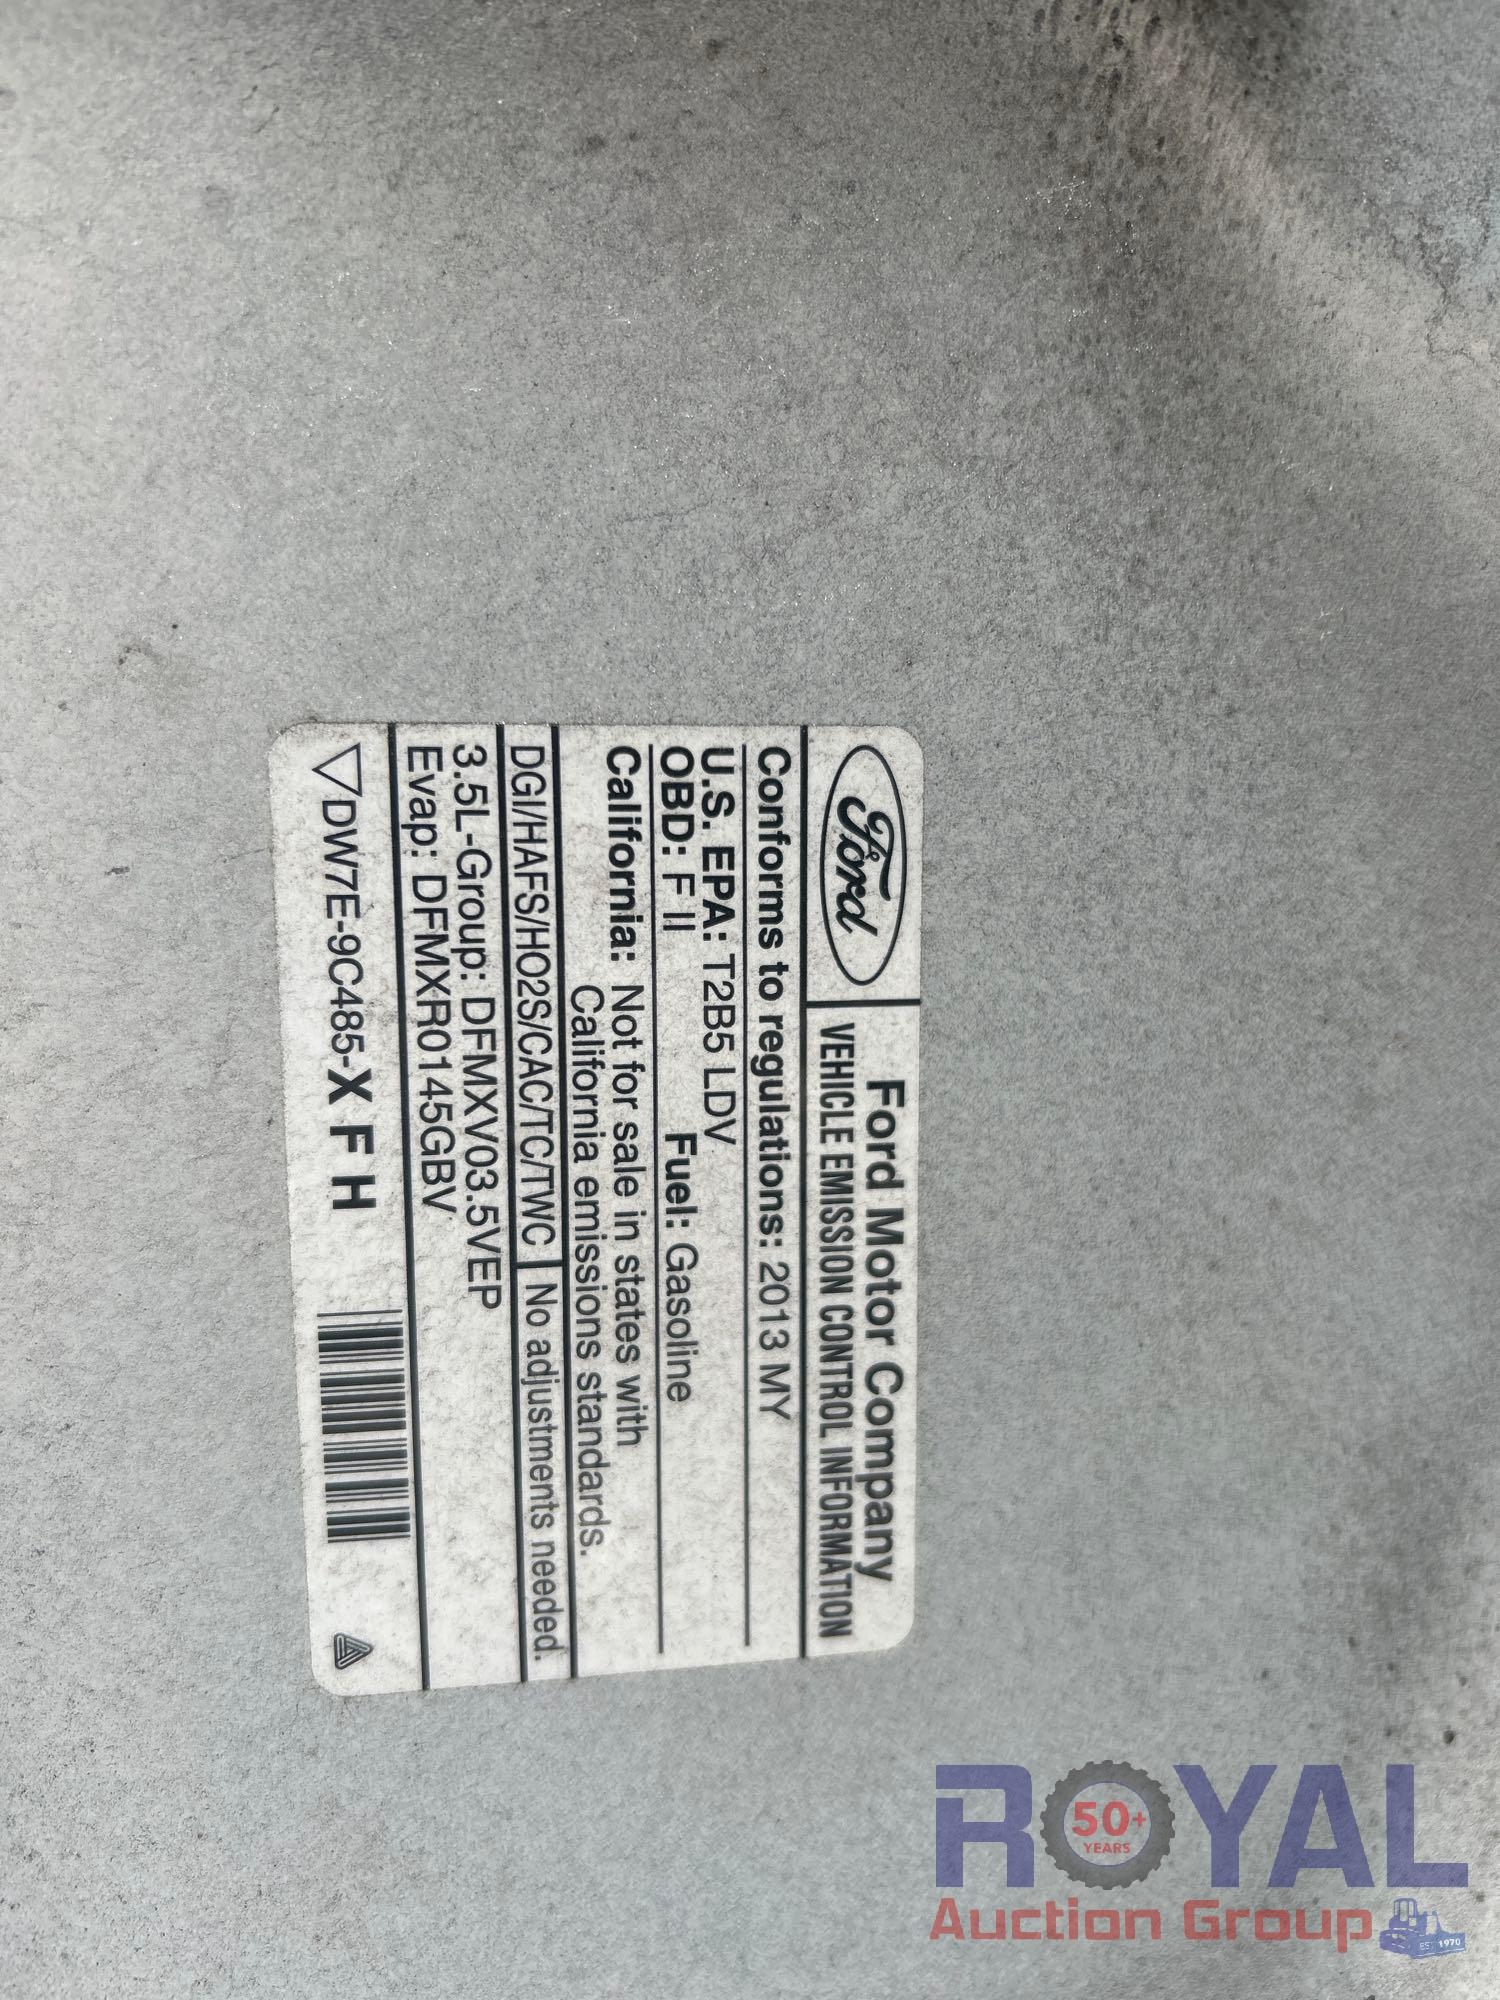 Ford
Ford Motor Company
VEHICLE EMISSION CONTROL INFORMATION
Conforms to regulations: 2013 MY
U.S. EPA: T2B5 LDV
OBD: F II Fuel: Gasoline
California: Not for sale in states with
California emissions standards.
DGI/HAFS/HO2S/CAC/TC/TWC No adjustments needed.
3.5L-Group: DFMXV03.5VEP
Evap: DFMXR0145GBV
DW7E-9C485-X F H
ROYAL
50+
YEARS
Auction Group
EST 1970